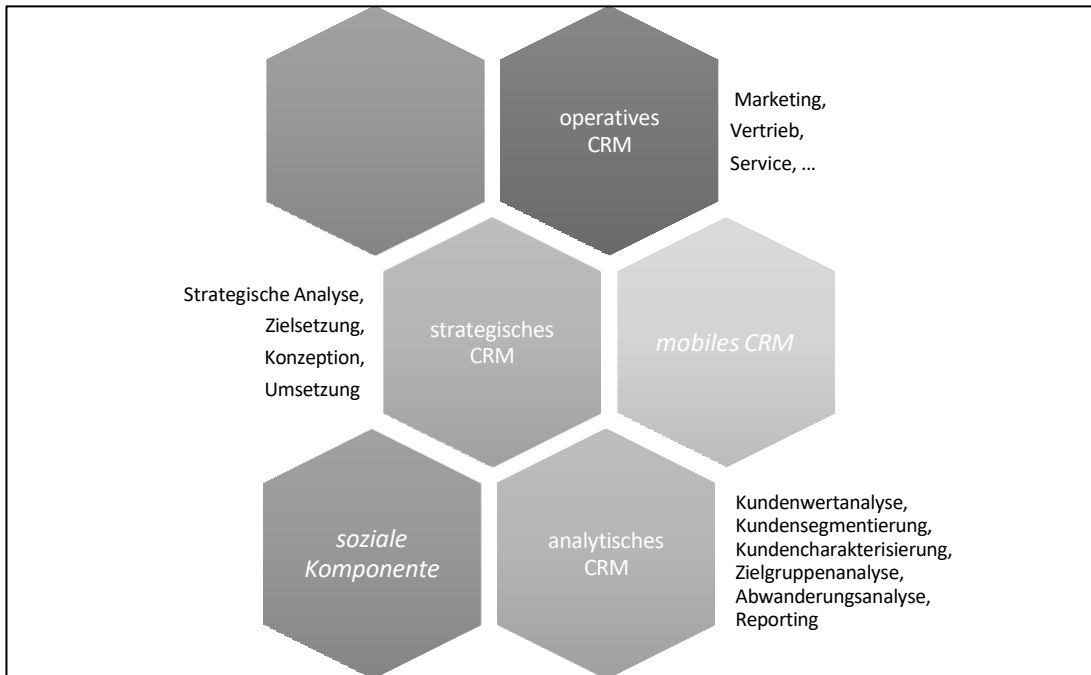 operatives
CRM
Marketing,
Vertrieb,
Service, ...
Strategische Analyse,
Zielsetzung,
Konzeption,
Umsetzung
strategisches
CRM
mobiles CRM
soziale
Komponente
analytisches
CRM
Kundenwertanalyse,
Kundensegmentierung,
Kundencharakterisierung,
Zielgruppenanalyse,
Abwanderungsanalyse,
Reporting